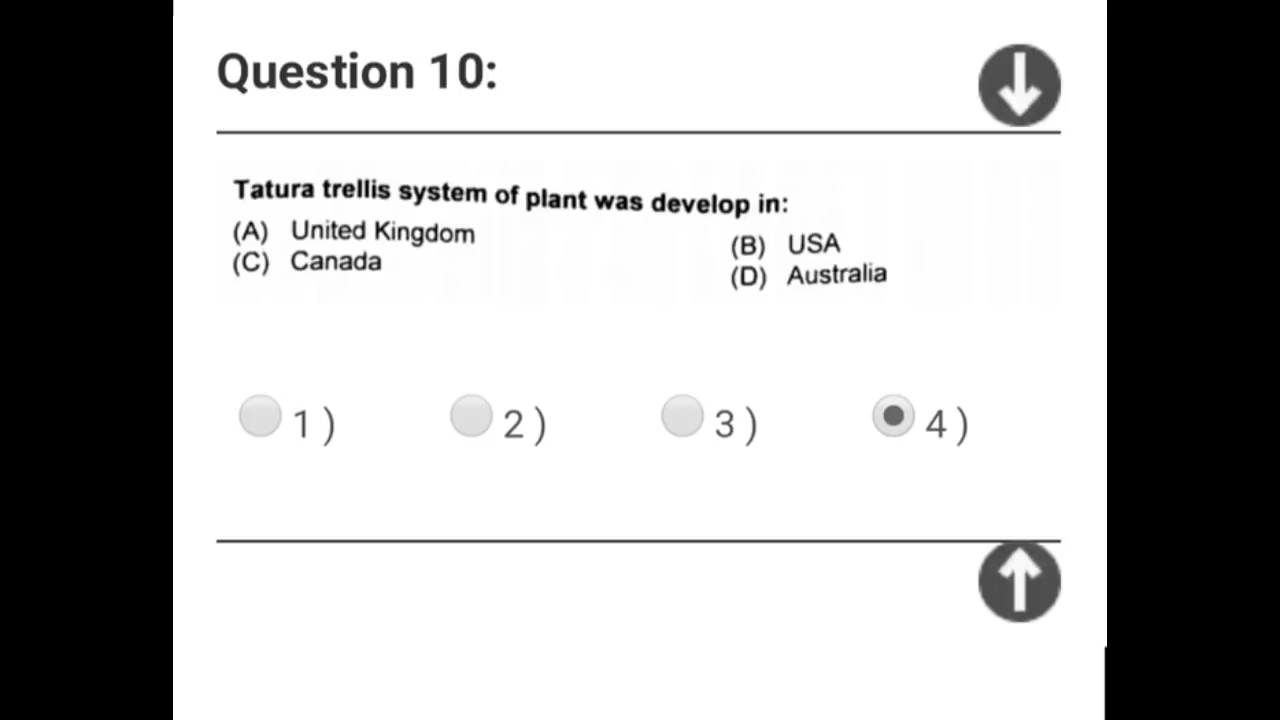 Question 10:
Tatura trellis system of plant was develop in:
(A) United Kingdom
(B) USA
(C) Canada
(D) Australia
1 )
2 )
3 )
4 )